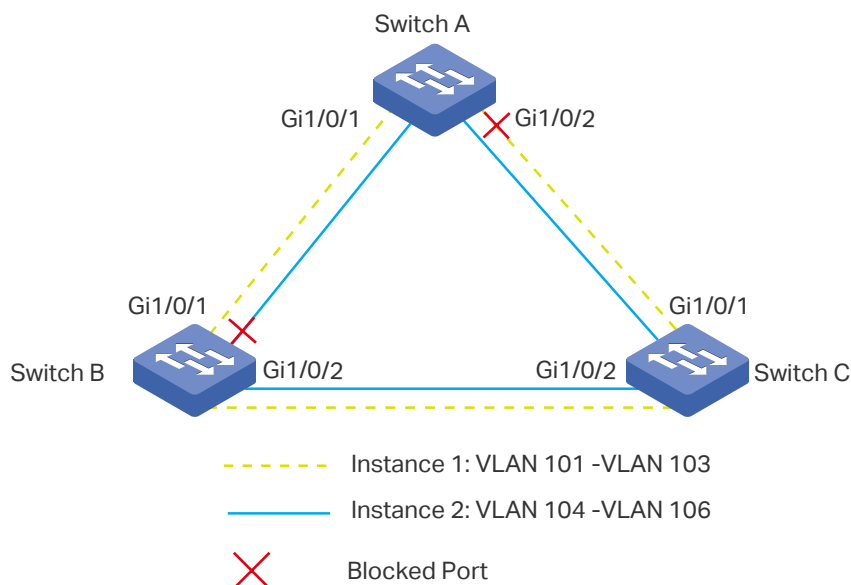 Switch A
Gi1/0/1
Gi1/0/2
Gi1/0/1
Gi1/0/1
Switch B
Gi1/0/2
Gi1/0/2
Switch C
Instance 1: VLAN 101 -VLAN 103
Instance 2: VLAN 104 -VLAN 106
Blocked Port